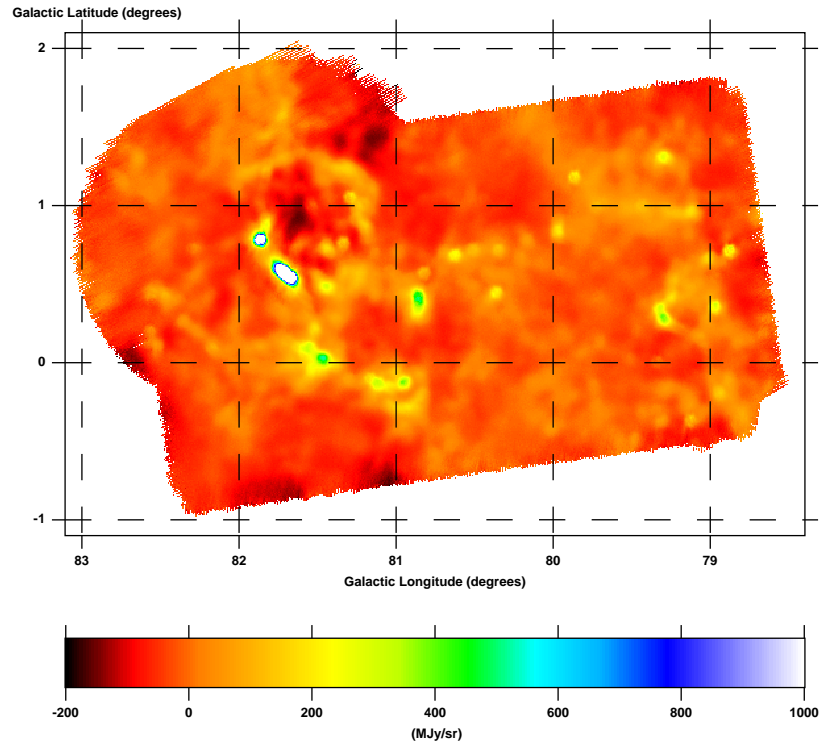 Galactic Latitude (degrees)
2
1
0
-1
83 82 81 80 79
Galactic Longitude (degrees)
-200 0 200 400 600 800 1000
(MJy/sr)